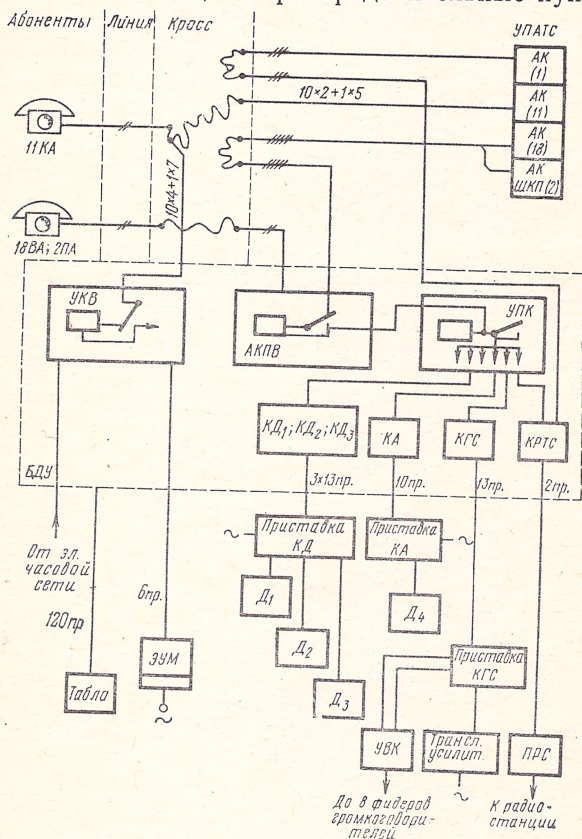 Абоненты Линия Кросс
УПАТС
АК
(1)
10×2+1×5
АК
(11)
11КА
АК
(18)
АК
ШКП(2)
10×4+1×7
18ВА; 2ПА
УКВ
АКПВ
УПК
КД1; КД2; КД3
КА
КГС
КРТС
БДУ
3×13пр.
10пр.
13пр.
2пр.
От эл.
часовой
сети
120пр
6пр.
Приставка
КД
Приставка
КА
Д1
Д2
Д3
Д4
Табло
ЭУМ
Приставка
КГС
УВК
Трансл.
усилит.
ПРС
До 8 фидеров
громкоговори-
телей
К радио-
станции